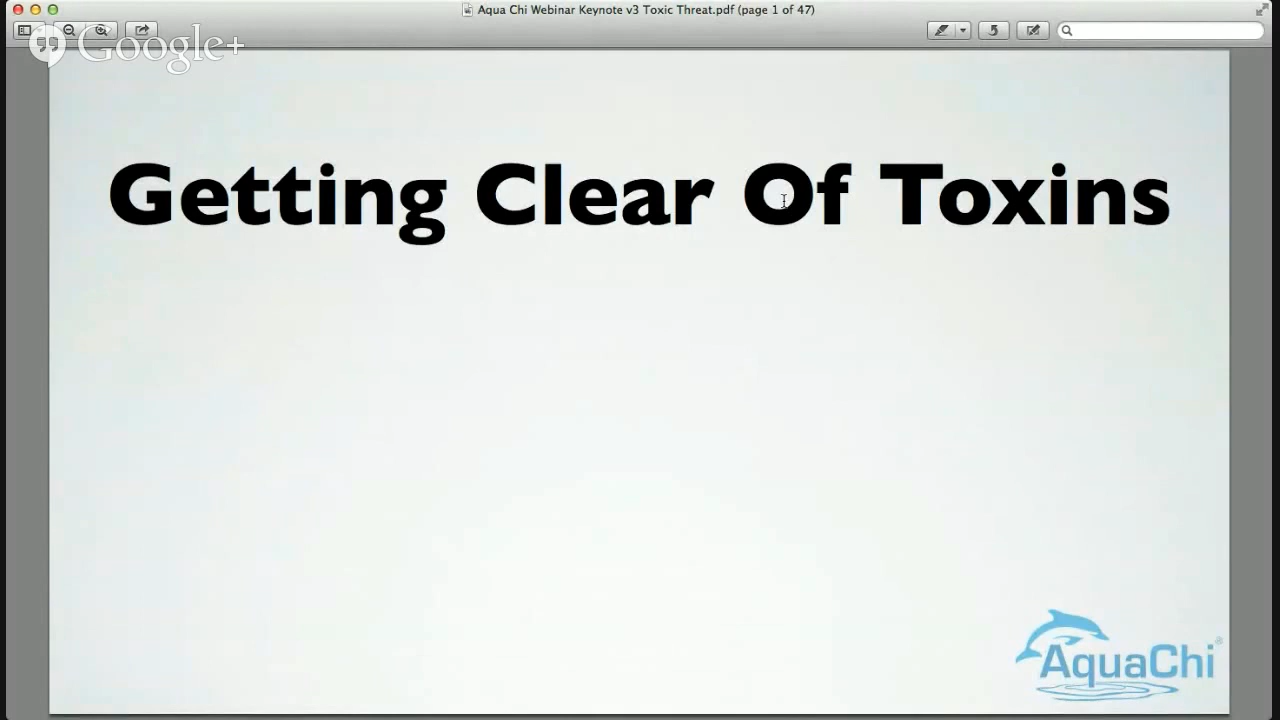 Aqua Chi Webinar Keynote v3 Toxic Threat.pdf (page 1 of 47)
Google+
Getting Clear Of Toxins
AquaChi®